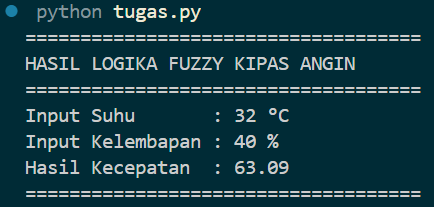 python tugas.py
====================================
HASIL LOGIKA FUZZY KIPAS ANGIN
====================================
Input Suhu       : 32 °C
Input Kelembapan : 40 %
Hasil Kecepatan  : 63.09
====================================